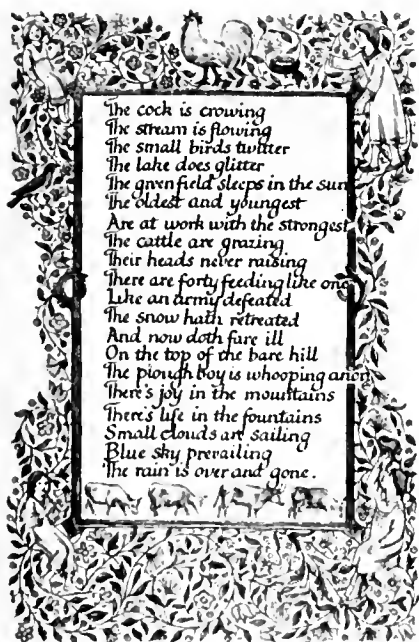 The cock is crowing
The stream is flowing
The small birds twitter
The lake does glitter
The green field sleeps in the sun
The oldest and youngest
Are at work with the strongest
The cattle are grazing
Their heads never raising
There are forty feeding like one
Like an army defeated
The snow hath retreated
And now doth fare ill
On the top of the bare hill
The plough boy is whooping anon
There's joy in the mountains
There's life in the fountains
Small clouds are sailing
Blue sky prevailing
The rain is over and gone.